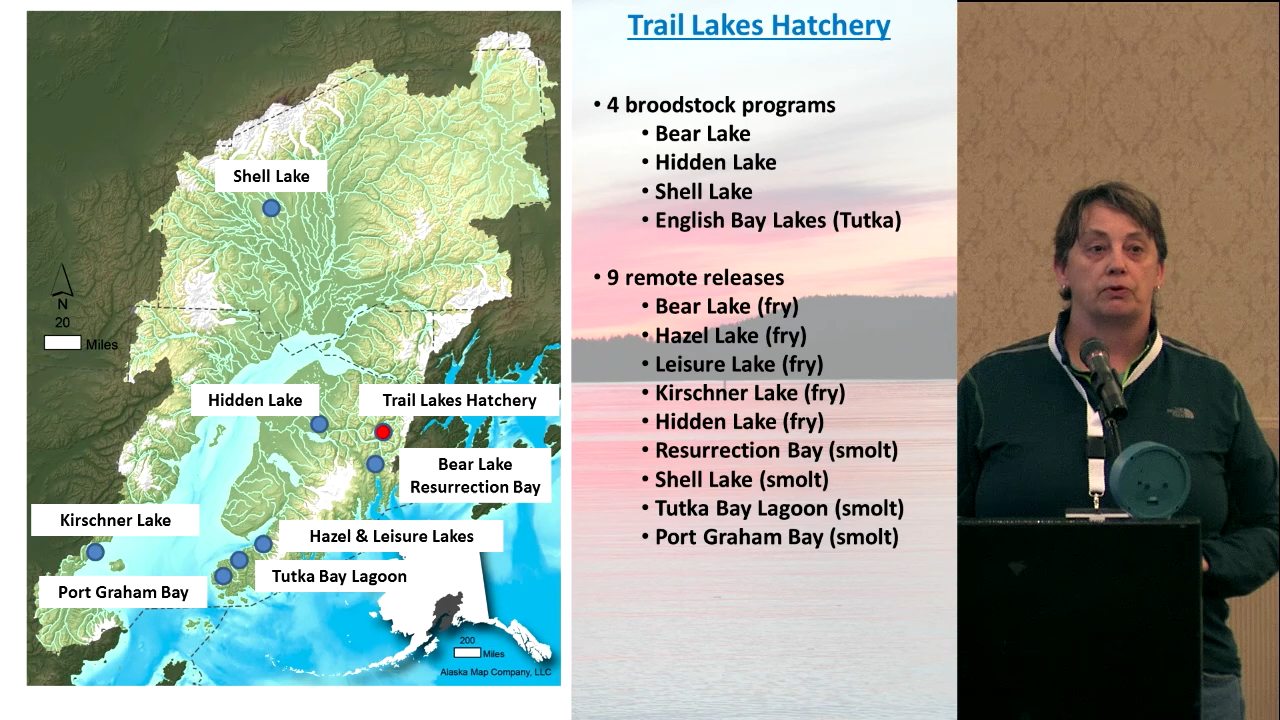 Trail Lakes Hatchery
• 4 broodstock programs
• Bear Lake
• Hidden Lake
• Shell Lake
• English Bay Lakes (Tutka)
• 9 remote releases
• Bear Lake (fry)
• Hazel Lake (fry)
• Leisure Lake (fry)
• Kirschner Lake (fry)
• Hidden Lake (fry)
• Resurrection Bay (smolt)
• Shell Lake (smolt)
• Tutka Bay Lagoon (smolt)
• Port Graham Bay (smolt)
Shell Lake
N
20
Miles
Hidden Lake
Trail Lakes Hatchery
Bear Lake
Resurrection Bay
Kirschner Lake
Hazel & Leisure Lakes
Tutka Bay Lagoon
Port Graham Bay
200
Miles
Alaska Map Company, LLC